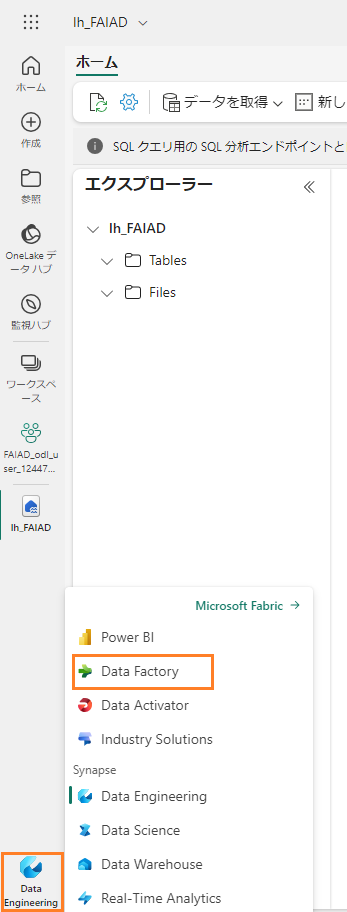 lh_FAIAD
ホーム
作成
参照
OneLake デ
ータ ハブ
監視ハブ
ワークスペ
ース
FAIAD_odl_u
ser_12447...
lh_FAIAD
Data
Engineering
ホーム
データを取得
新し
SQL クエリ用の SQL 分析エンドポイントと
エクスプローラー
lh_FAIAD
Tables
Files
Microsoft Fabric
Power BI
Data Factory
Data Activator
Industry Solutions
Synapse
Data Engineering
Data Science
Data Warehouse
Real-Time Analytics